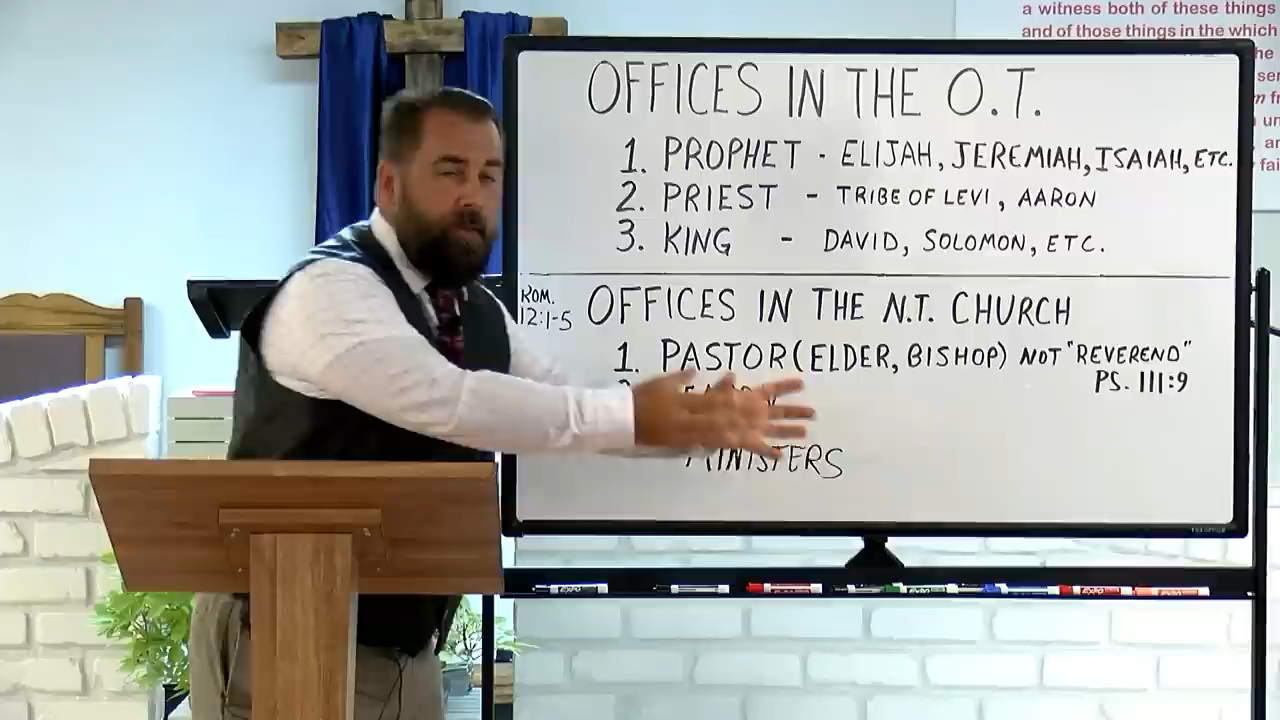 a witness both of these things
and of those things in the which
OFFICES IN THE O.T.
1. PROPHET - ELIJAH, JEREMIAH, ISAIAH, ETC.
2. PRIEST - TRIBE OF LEVI, AARON
3. KING - DAVID, SOLOMON, ETC.
ROM.
12:1-5
OFFICES IN THE N.T. CHURCH
1. PASTOR (ELDER, BISHOP) NOT "REVEREND"
PS. 111:9
MINISTERS
EXPO